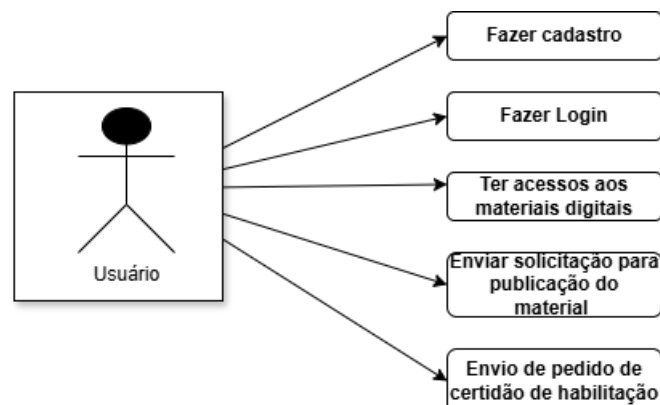 Fazer cadastro
Fazer Login
Ter acessos aos
materiais digitais
Usuário
Enviar solicitação para
publicação do
material
Envio de pedido de
certidão de habilitação